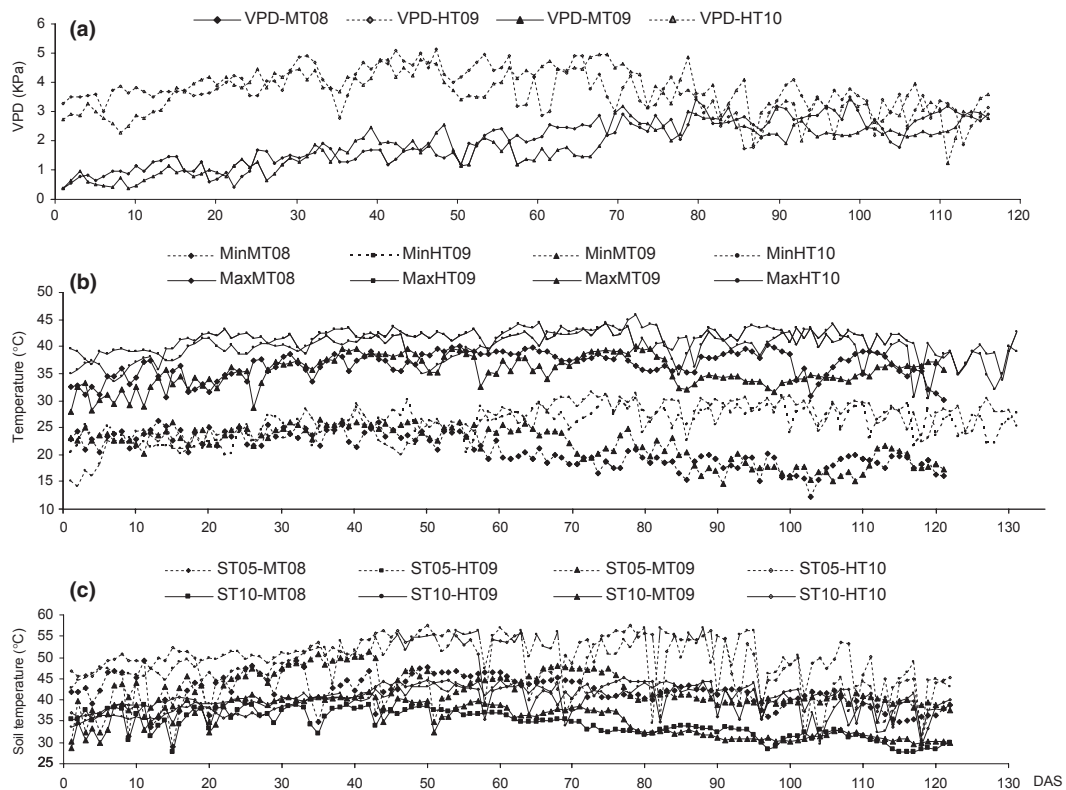 (a)
VPD-MT08 VPD-HT09 VPD-MT09 VPD-HT10
VPD (KPa)
6
5
4
3
2
1
0
0 10 20 30 40 50 60 70 80 90 100 110 120
MinMT08 MinHT09 MinMT09 MinHT10
MaxMT08 MaxHT09 MaxMT09 MaxHT10
(b)
Temperature (°C)
50
45
40
35
30
25
20
15
10
0 10 20 30 40 50 60 70 80 90 100 110 120 130
ST05-MT08 ST05-HT09 ST05-MT09 ST05-HT10
ST10-MT08 ST10-HT09 ST10-MT09 ST10-HT10
(c)
Soil temperature (°C)
60
55
50
45
40
35
30
25
0 10 20 30 40 50 60 70 80 90 100 110 120 130 DAS